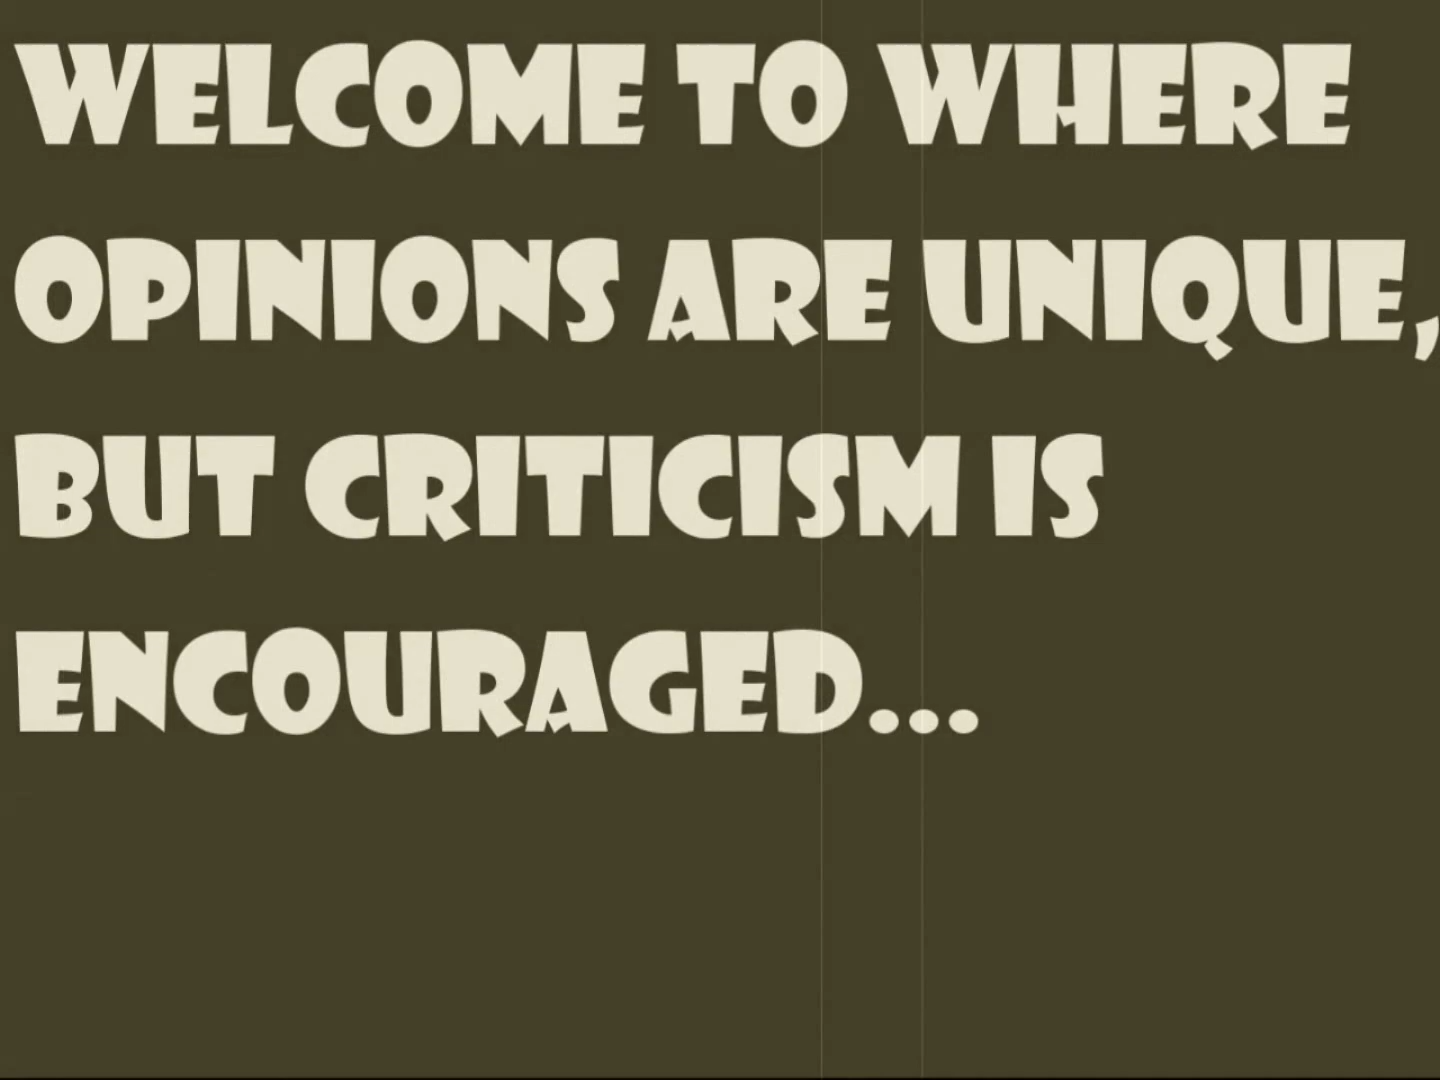 WELCOME TO WHERE
OPINIONS ARE UNIQUE,
BUT CRITICISM IS
ENCOURAGED...